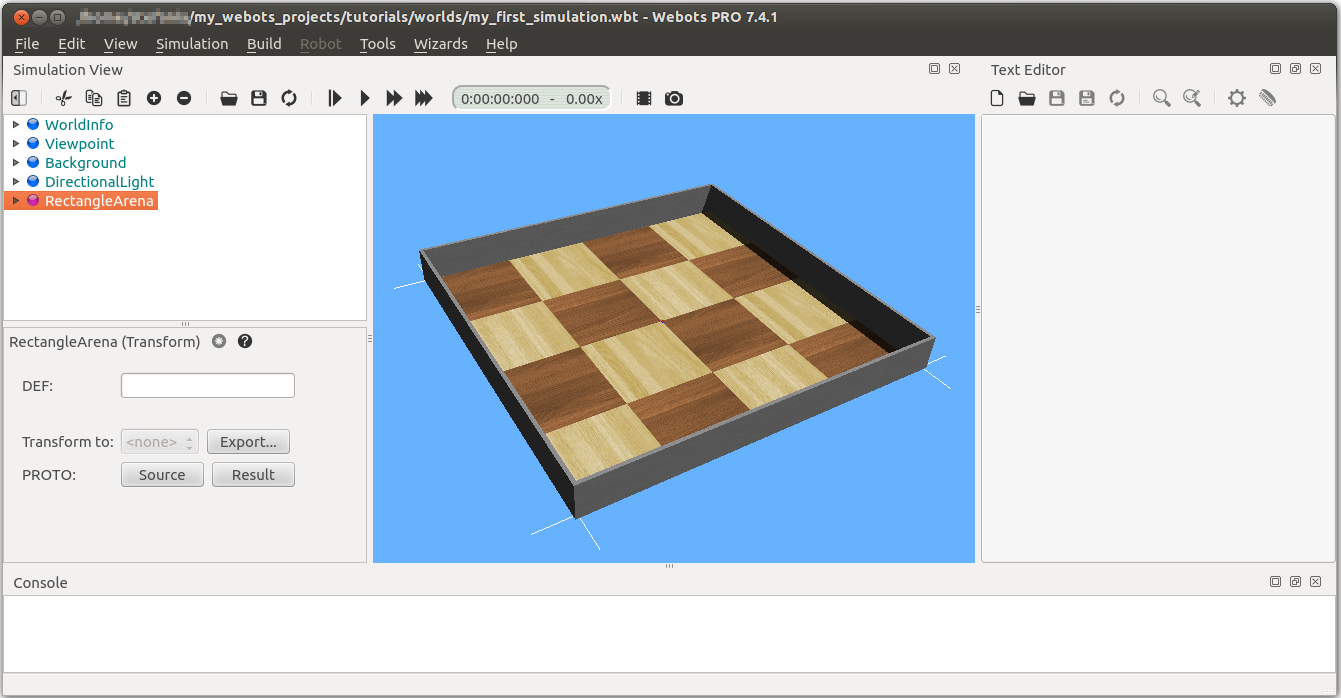 /my_webots_projects/tutorials/worlds/my_first_simulation.wbt - Webots PRO 7.4.1
File Edit View Simulation Build Robot Tools Wizards Help
Simulation View
Text Editor
0:00:00:000 - 0.00x
WorldInfo
Viewpoint
Background
DirectionalLight
RectangleArena
RectangleArena (Transform)
DEF:
Transform to: <none> Export...
PROTO: Source Result
Console